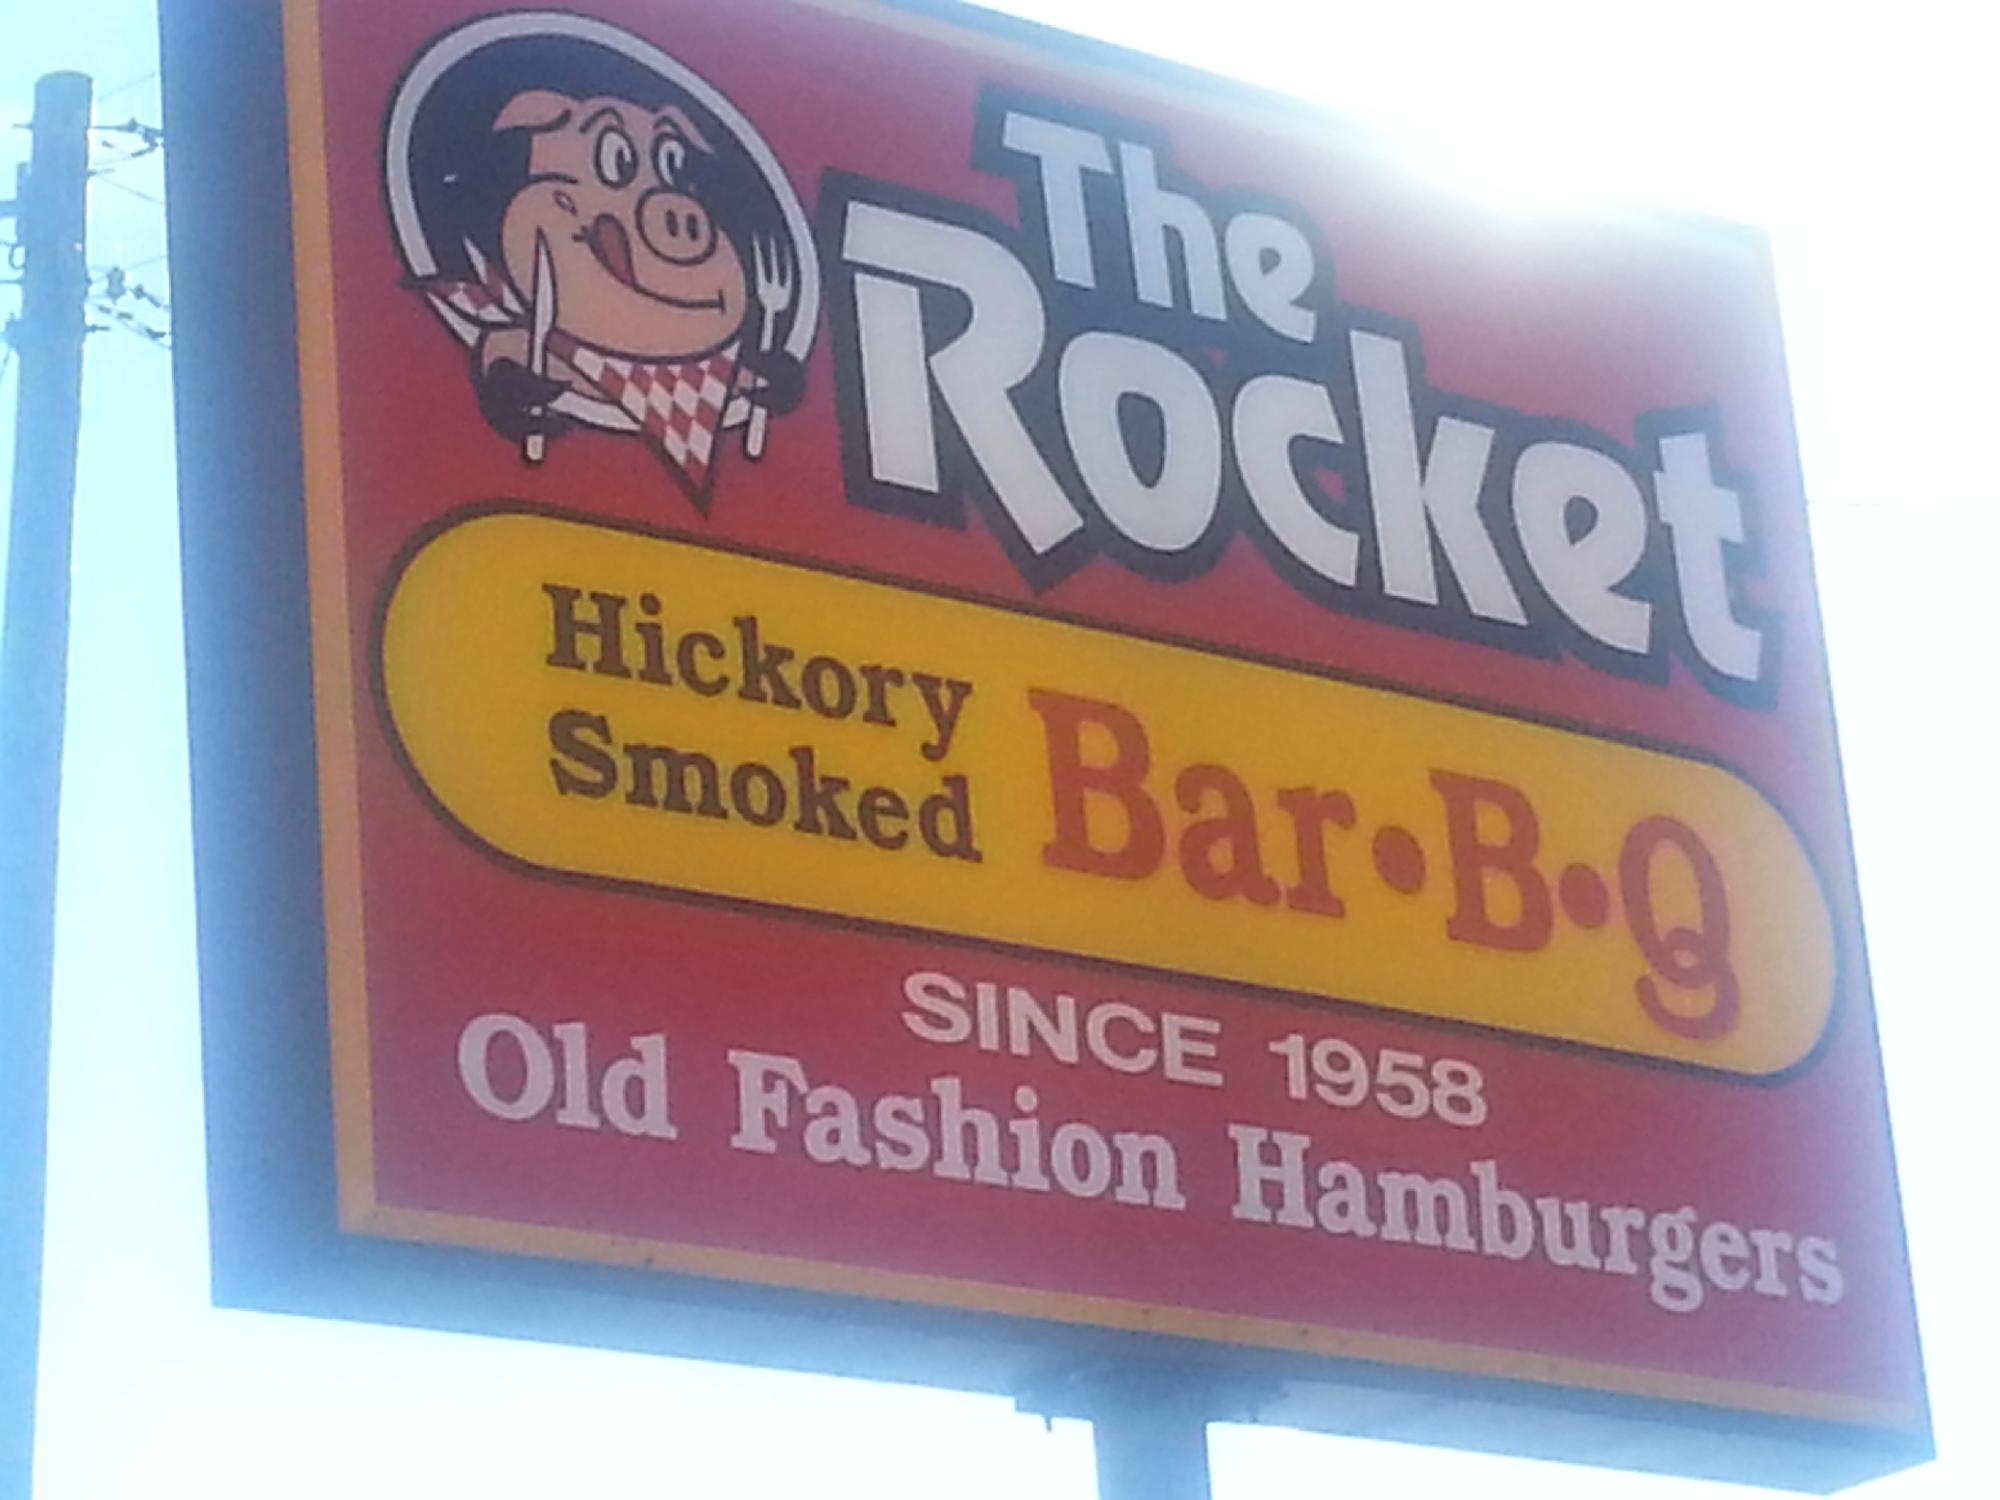 The
Rocket
Hickory
Smoked
Bar•B•Q
SINCE 1958
Old Fashion Hamburgers